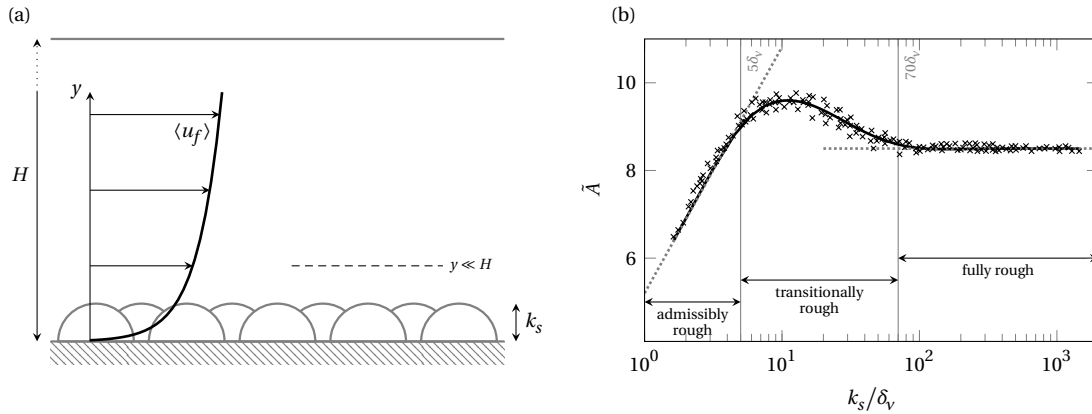 (a)
H
y
⟨u_f⟩
y ≪ H
k_s
(b)
Ã
10
8
6
5δ_ν
70δ_ν
admissibly
rough
transitionally
rough
fully rough
10^0
10^1
10^2
10^3
k_s/δ_ν